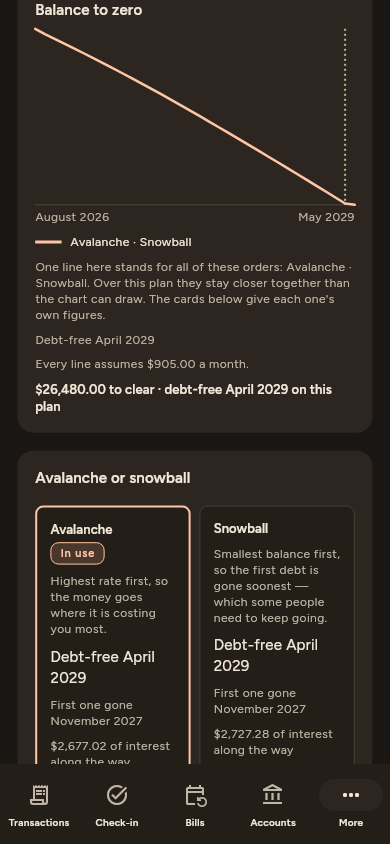 Balance to zero
August 2026
May 2029
Avalanche · Snowball
One line here stands for all of these orders: Avalanche ·
Snowball. Over this plan they stay closer together than
the chart can draw. The cards below give each one's
own figures.
Debt-free April 2029
Every line assumes $905.00 a month.
$26,480.00 to clear · debt-free April 2029 on this
plan
Avalanche or snowball
Avalanche
In use
Highest rate first, so
the money goes
where it is costing
you most.
Debt-free April
2029
First one gone
November 2027
$2,677.02 of interest
along the way
Snowball
Smallest balance first,
so the first debt is
gone soonest —
which some people
need to keep going.
Debt-free April
2029
First one gone
November 2027
$2,727.28 of interest
along the way
Transactions
Check-in
Bills
Accounts
More